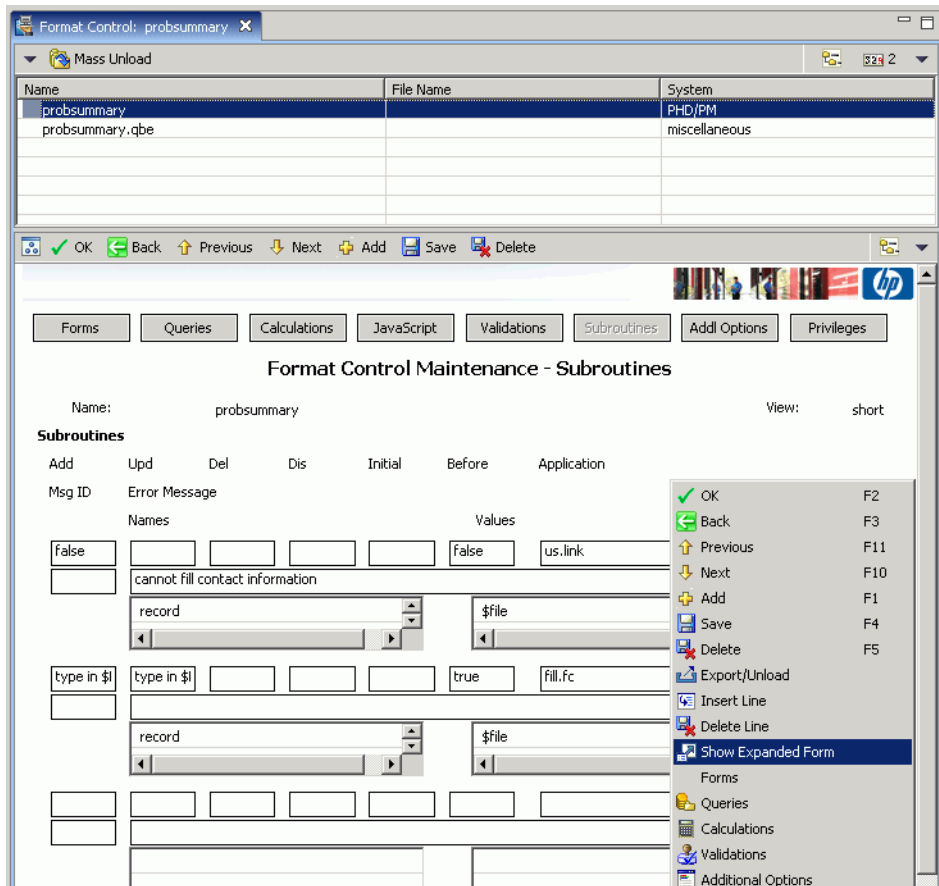 Format Control: probsummary
Mass Unload 2
Name File Name System
probsummary PHD/PM
probsummary.qbe miscellaneous
OK Back Previous Next Add Save Delete
hp
Forms Queries Calculations JavaScript Validations Subroutines Addl Options Privileges
Format Control Maintenance - Subroutines
Name: probsummary View: short
Subroutines
Add Upd Del Dis Initial Before Application
Msg ID Error Message
Names Values
false false us.link
cannot fill contact information
record $file
type in $l type in $l true fill.fc
record $file
OK F2
Back F3
Previous F11
Next F10
Add F1
Save F4
Delete F5
Export/Unload
Insert Line
Delete Line
Show Expanded Form
Forms
Queries
Calculations
Validations
Additional Options